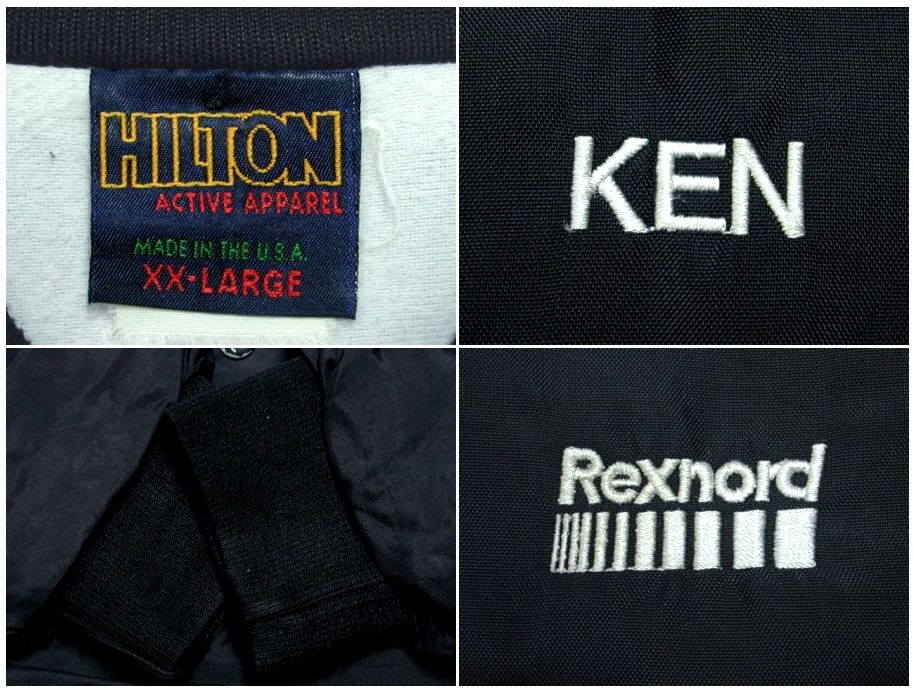 HILTON
ACTIVE APPAREL
MADE IN THE U.S.A.
XX-LARGE
KEN
Rexnord